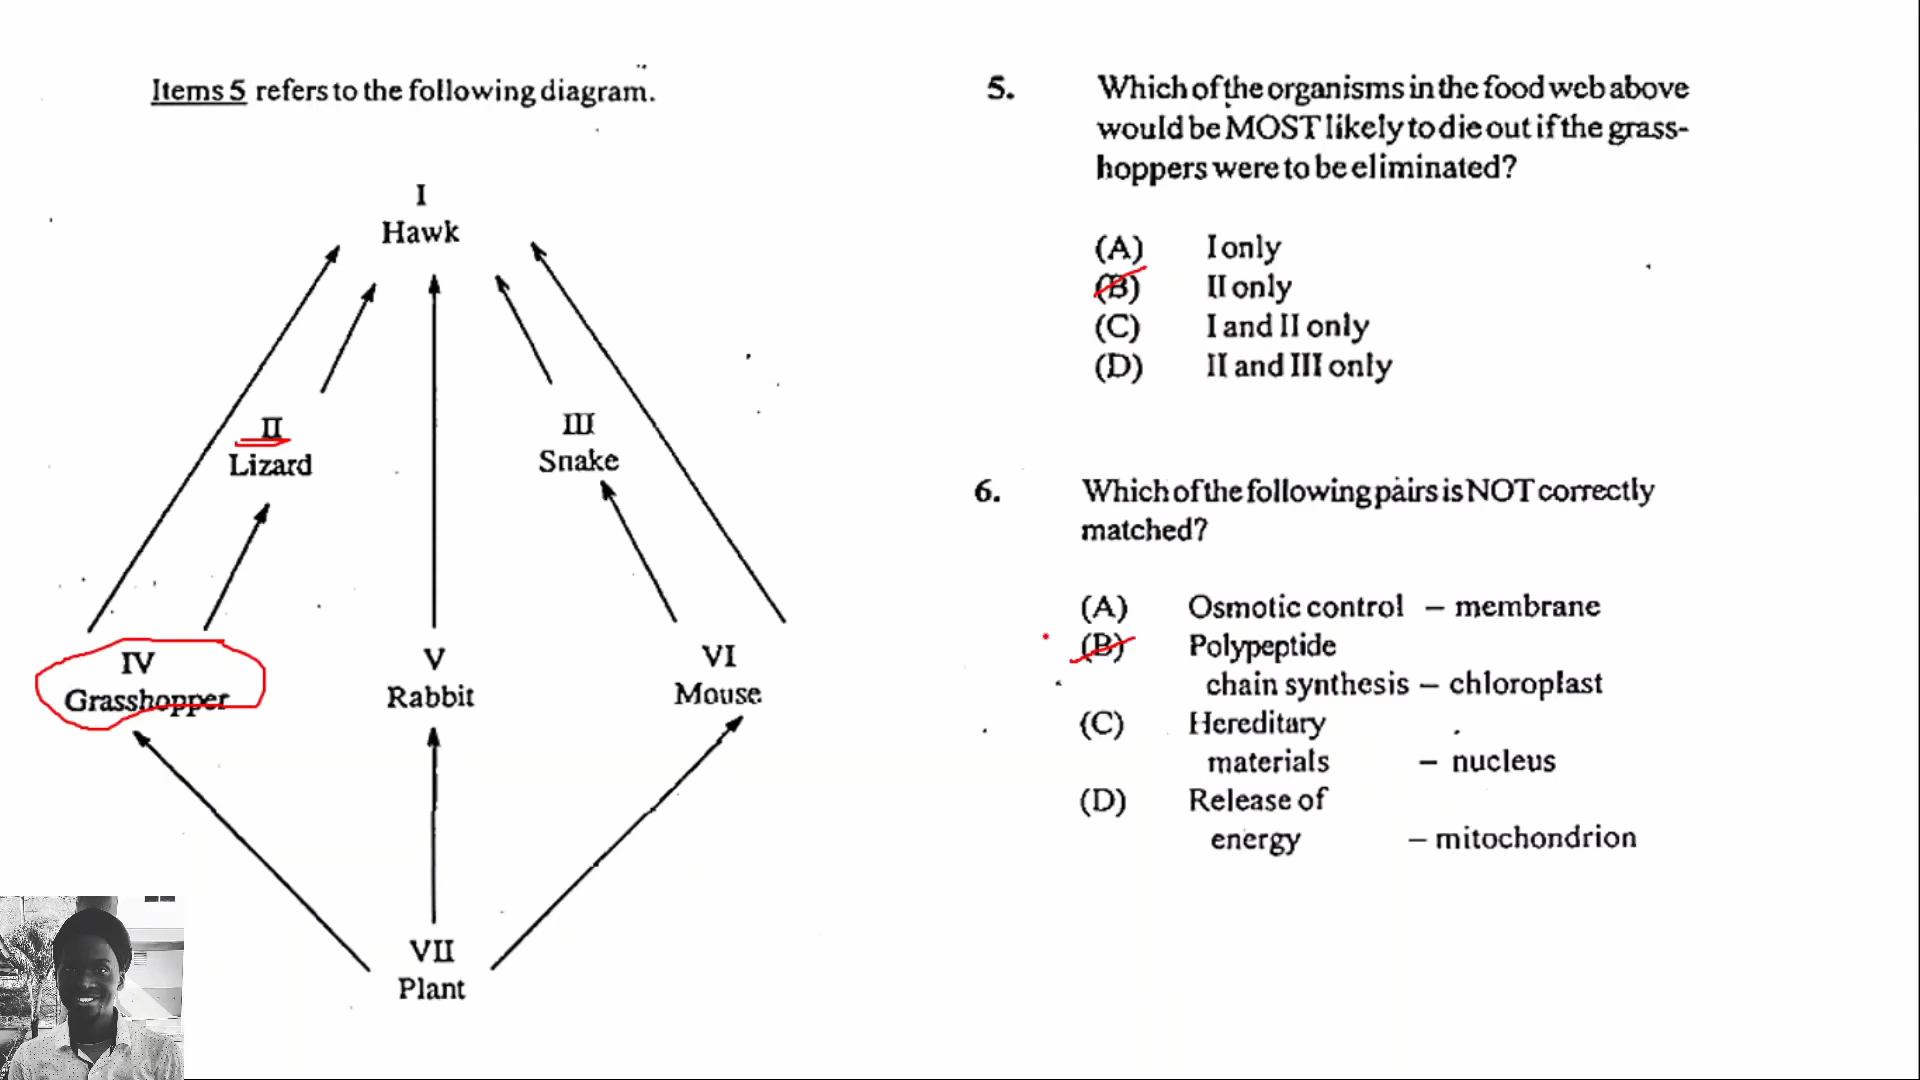 Items 5 refers to the following diagram.
I
Hawk
II
Lizard
III
Snake
IV
Grasshopper
V
Rabbit
VI
Mouse
VII
Plant
5. Which of the organisms in the food web above
would be MOST likely to die out if the grass-
hoppers were to be eliminated?
(A) I only
(B) II only
(C) I and II only
(D) II and III only
6. Which of the following pairs is NOT correctly
matched?
(A) Osmotic control – membrane
(B) Polypeptide
chain synthesis – chloroplast
(C) Hereditary
materials – nucleus
(D) Release of
energy – mitochondrion